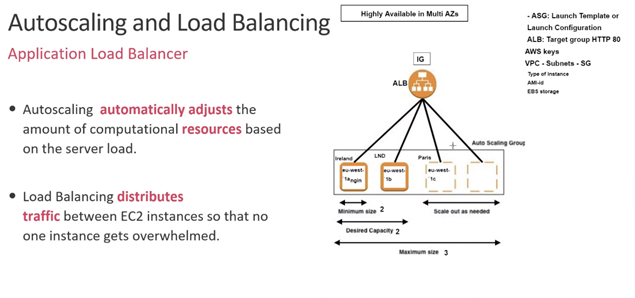 Autoscaling and Load Balancing
Application Load Balancer
Autoscaling automatically adjusts the
amount of computational resources based
on the server load.
Load Balancing distributes
traffic between EC2 instances so that no
one instance gets overwhelmed.
Highly Available in Multi AZs
IG
ALB
Auto Scaling Group
Ireland
LND
Paris
eu-west-
1a
ngin
eu-west-
1b
eu-west-
1c
Minimum size 2
Scale out as needed
Desired Capacity 2
Maximum size 3
- ASG: Launch Template or
Launch Configuration
ALB: Target group HTTP 80
AWS keys
VPC - Subnets - SG
Type of Instance
AMI-id
EBS storage